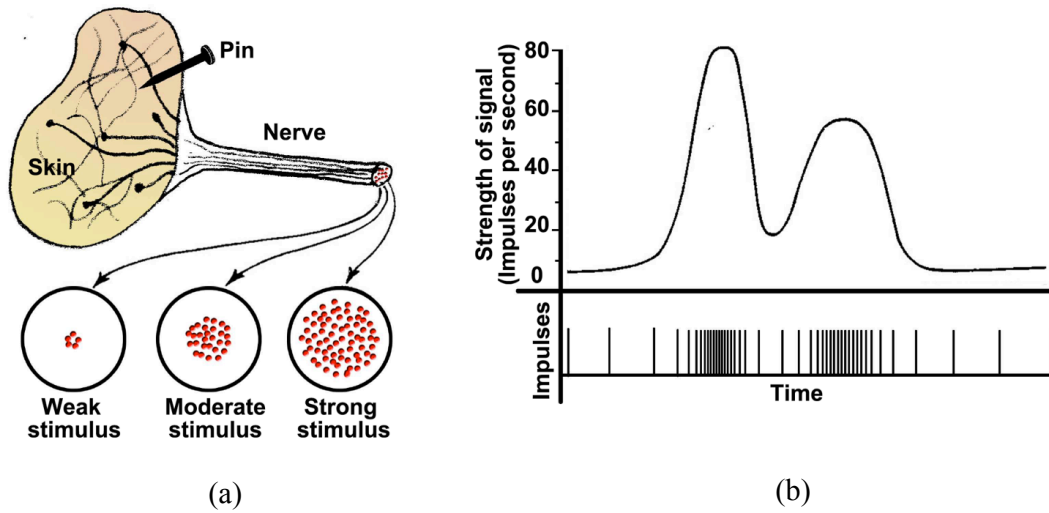 Pin
Nerve
Skin
Weak
stimulus
Moderate
stimulus
Strong
stimulus
(a)
Strength of signal
(Impulses per second)
80
60
40
20
0
Impulses
Time
(b)